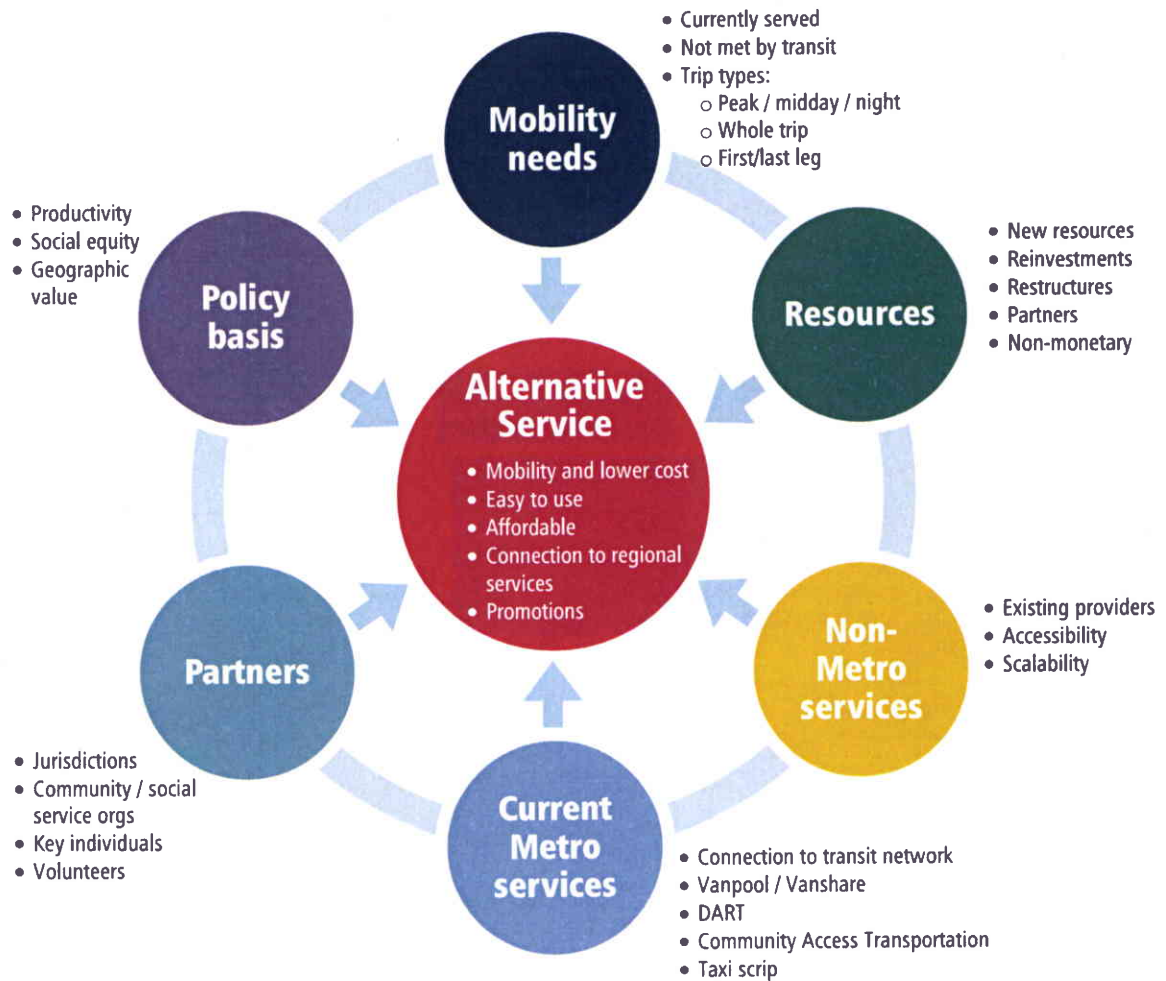 Mobility
needs
• Currently served
• Not met by transit
• Trip types:
o Peak / midday / night
o Whole trip
o First/last leg
Resources
• New resources
• Reinvestments
• Restructures
• Partners
• Non-monetary
Non-
Metro
services
• Existing providers
• Accessibility
• Scalability
Current
Metro
services
• Connection to transit network
• Vanpool / Vanshare
• DART
• Community Access Transportation
• Taxi scrip
Partners
• Jurisdictions
• Community / social
service orgs
• Key individuals
• Volunteers
Policy
basis
• Productivity
• Social equity
• Geographic
value
Alternative
Service
• Mobility and lower cost
• Easy to use
• Affordable
• Connection to regional
services
• Promotions